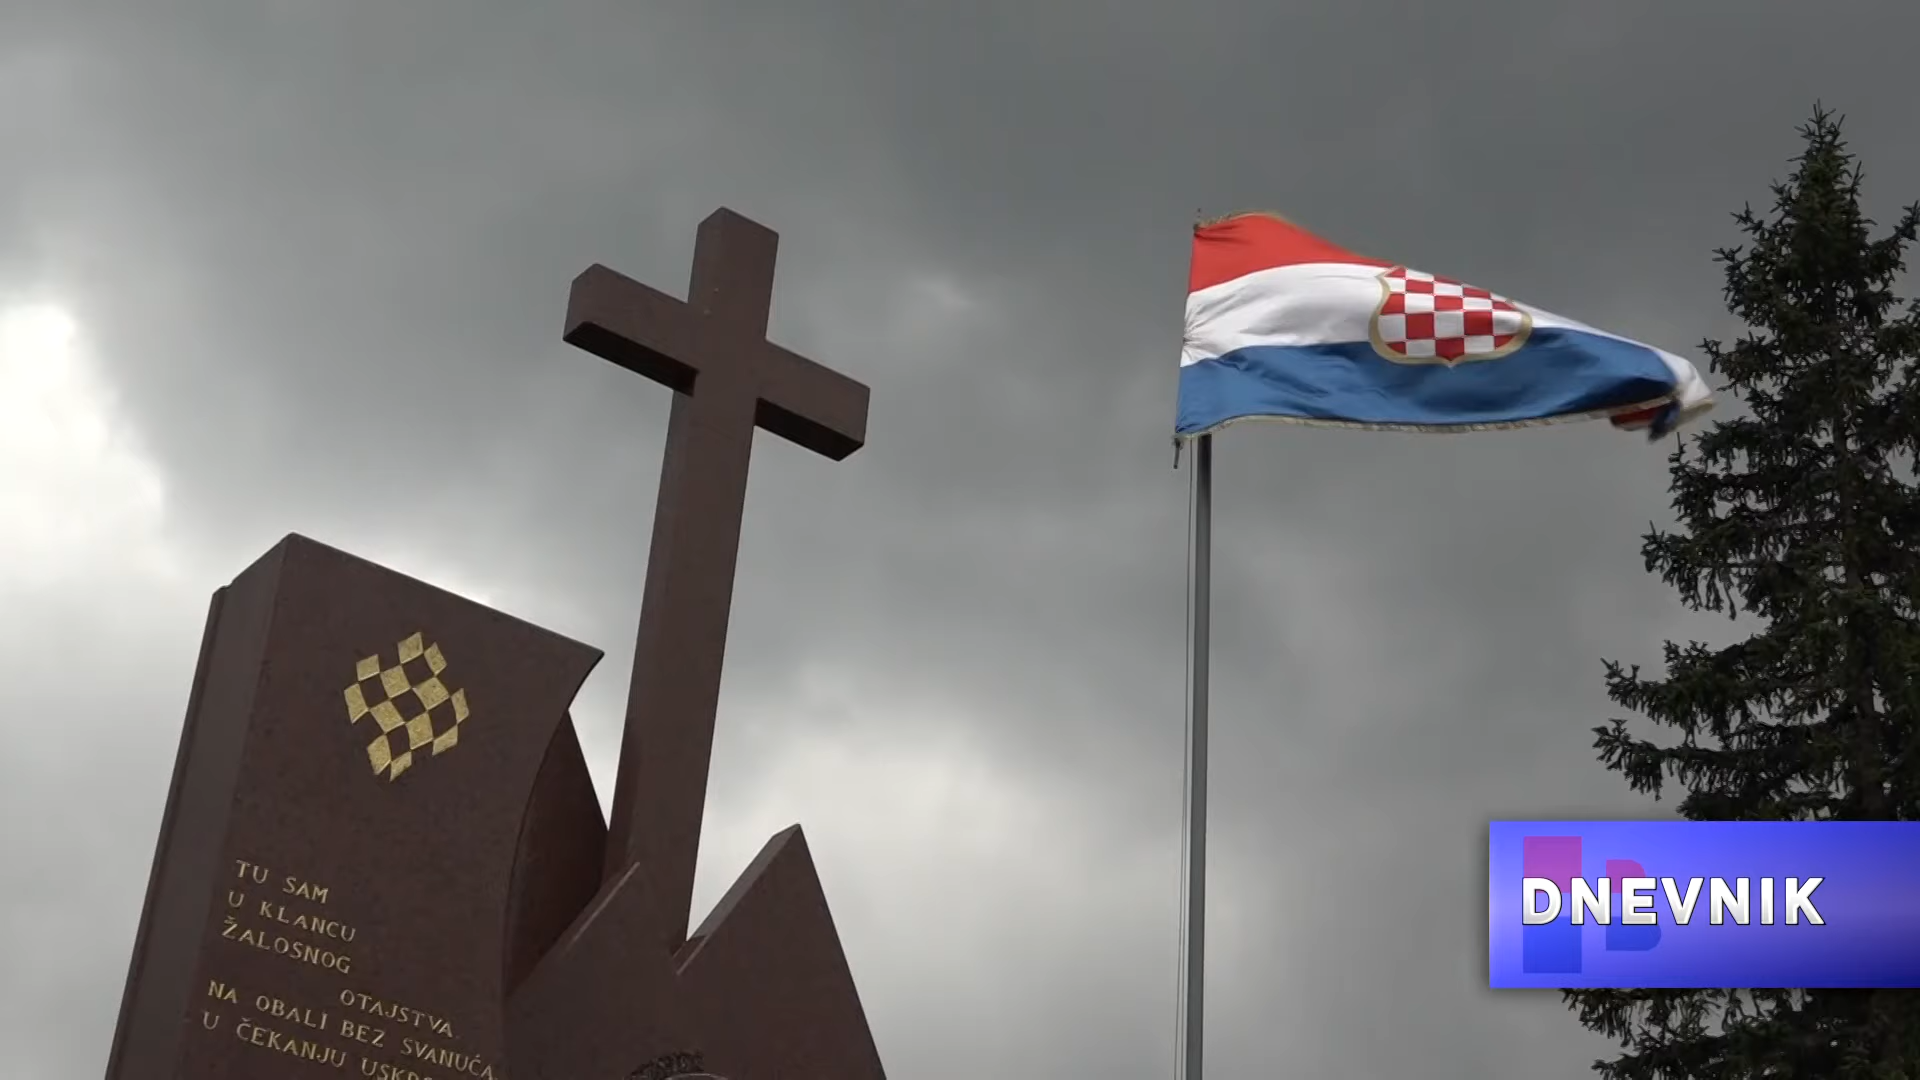 TU SAM
U KLANCU
ŽALOSNOG
OTAJSTVA.
NA OBALI BEZ SVANUĆA
U ČEKANJU
DNEVNIK